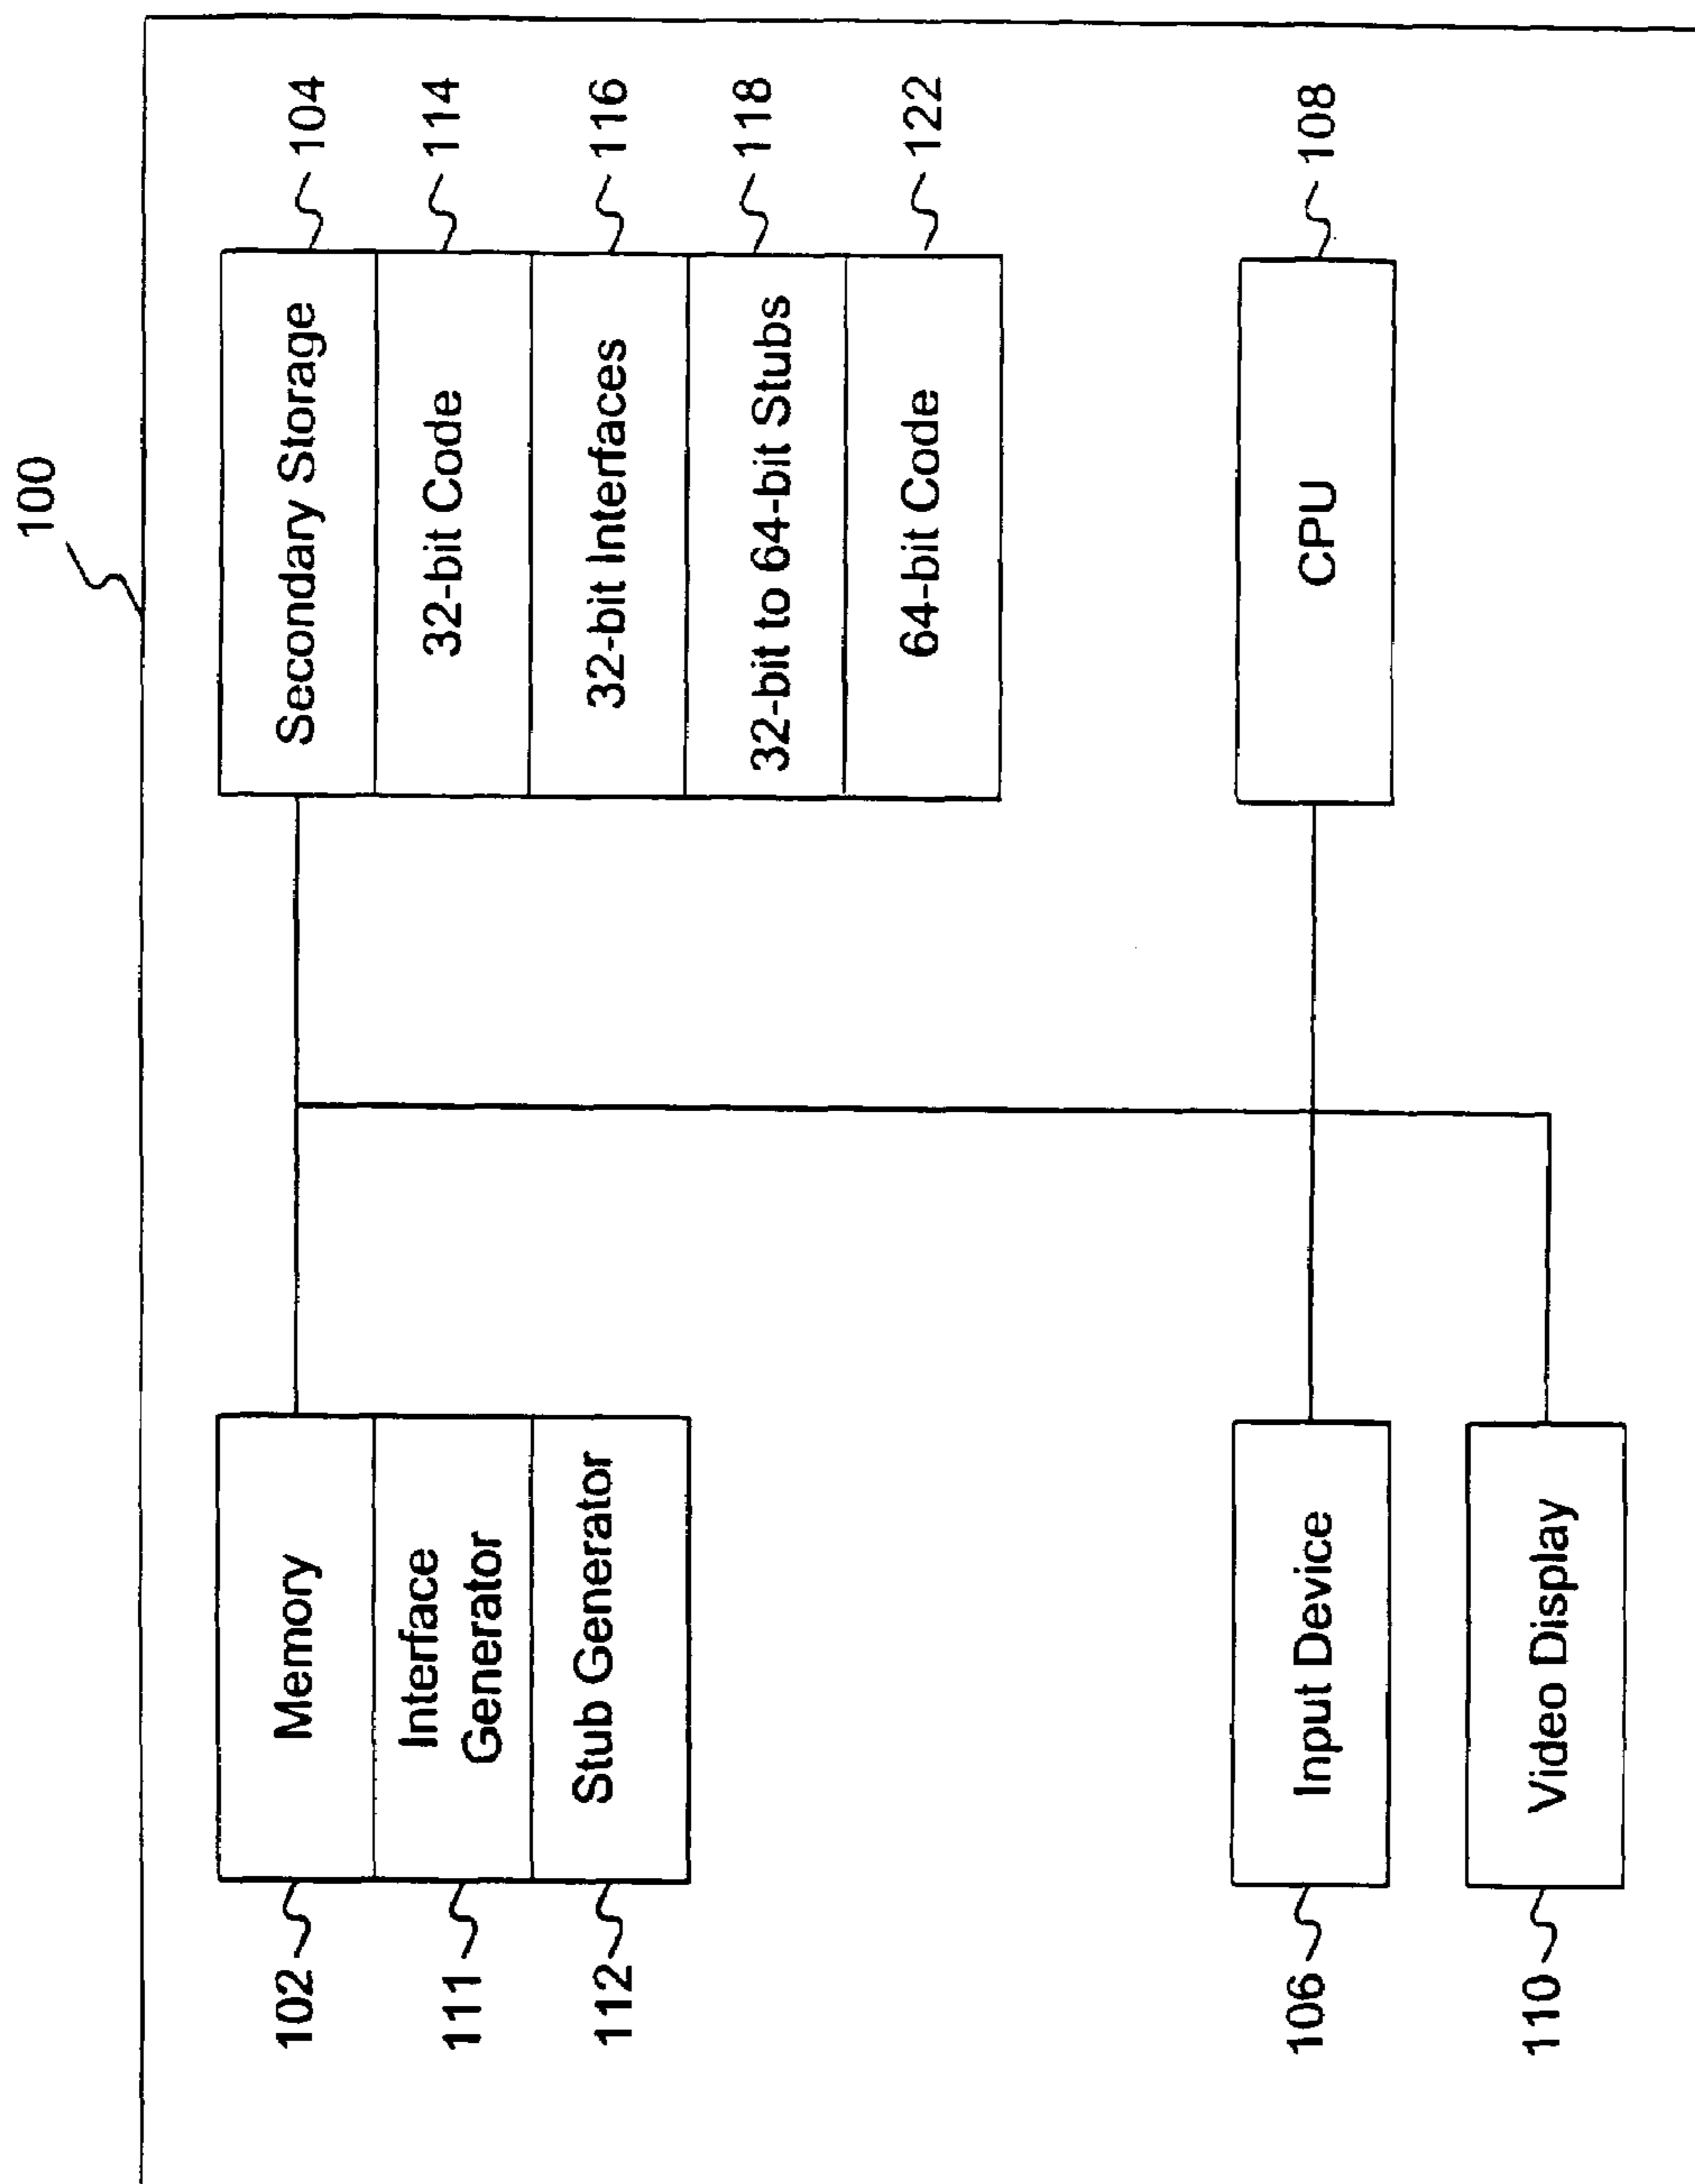 100
102
Memory
111
Interface
Generator
112
Stub Generator
Secondary Storage
104
32-bit Code
114
32-bit Interfaces
116
32-bit to 64-bit Stubs
118
64-bit Code
122
106
Input Device
CPU
108
110
Video Display